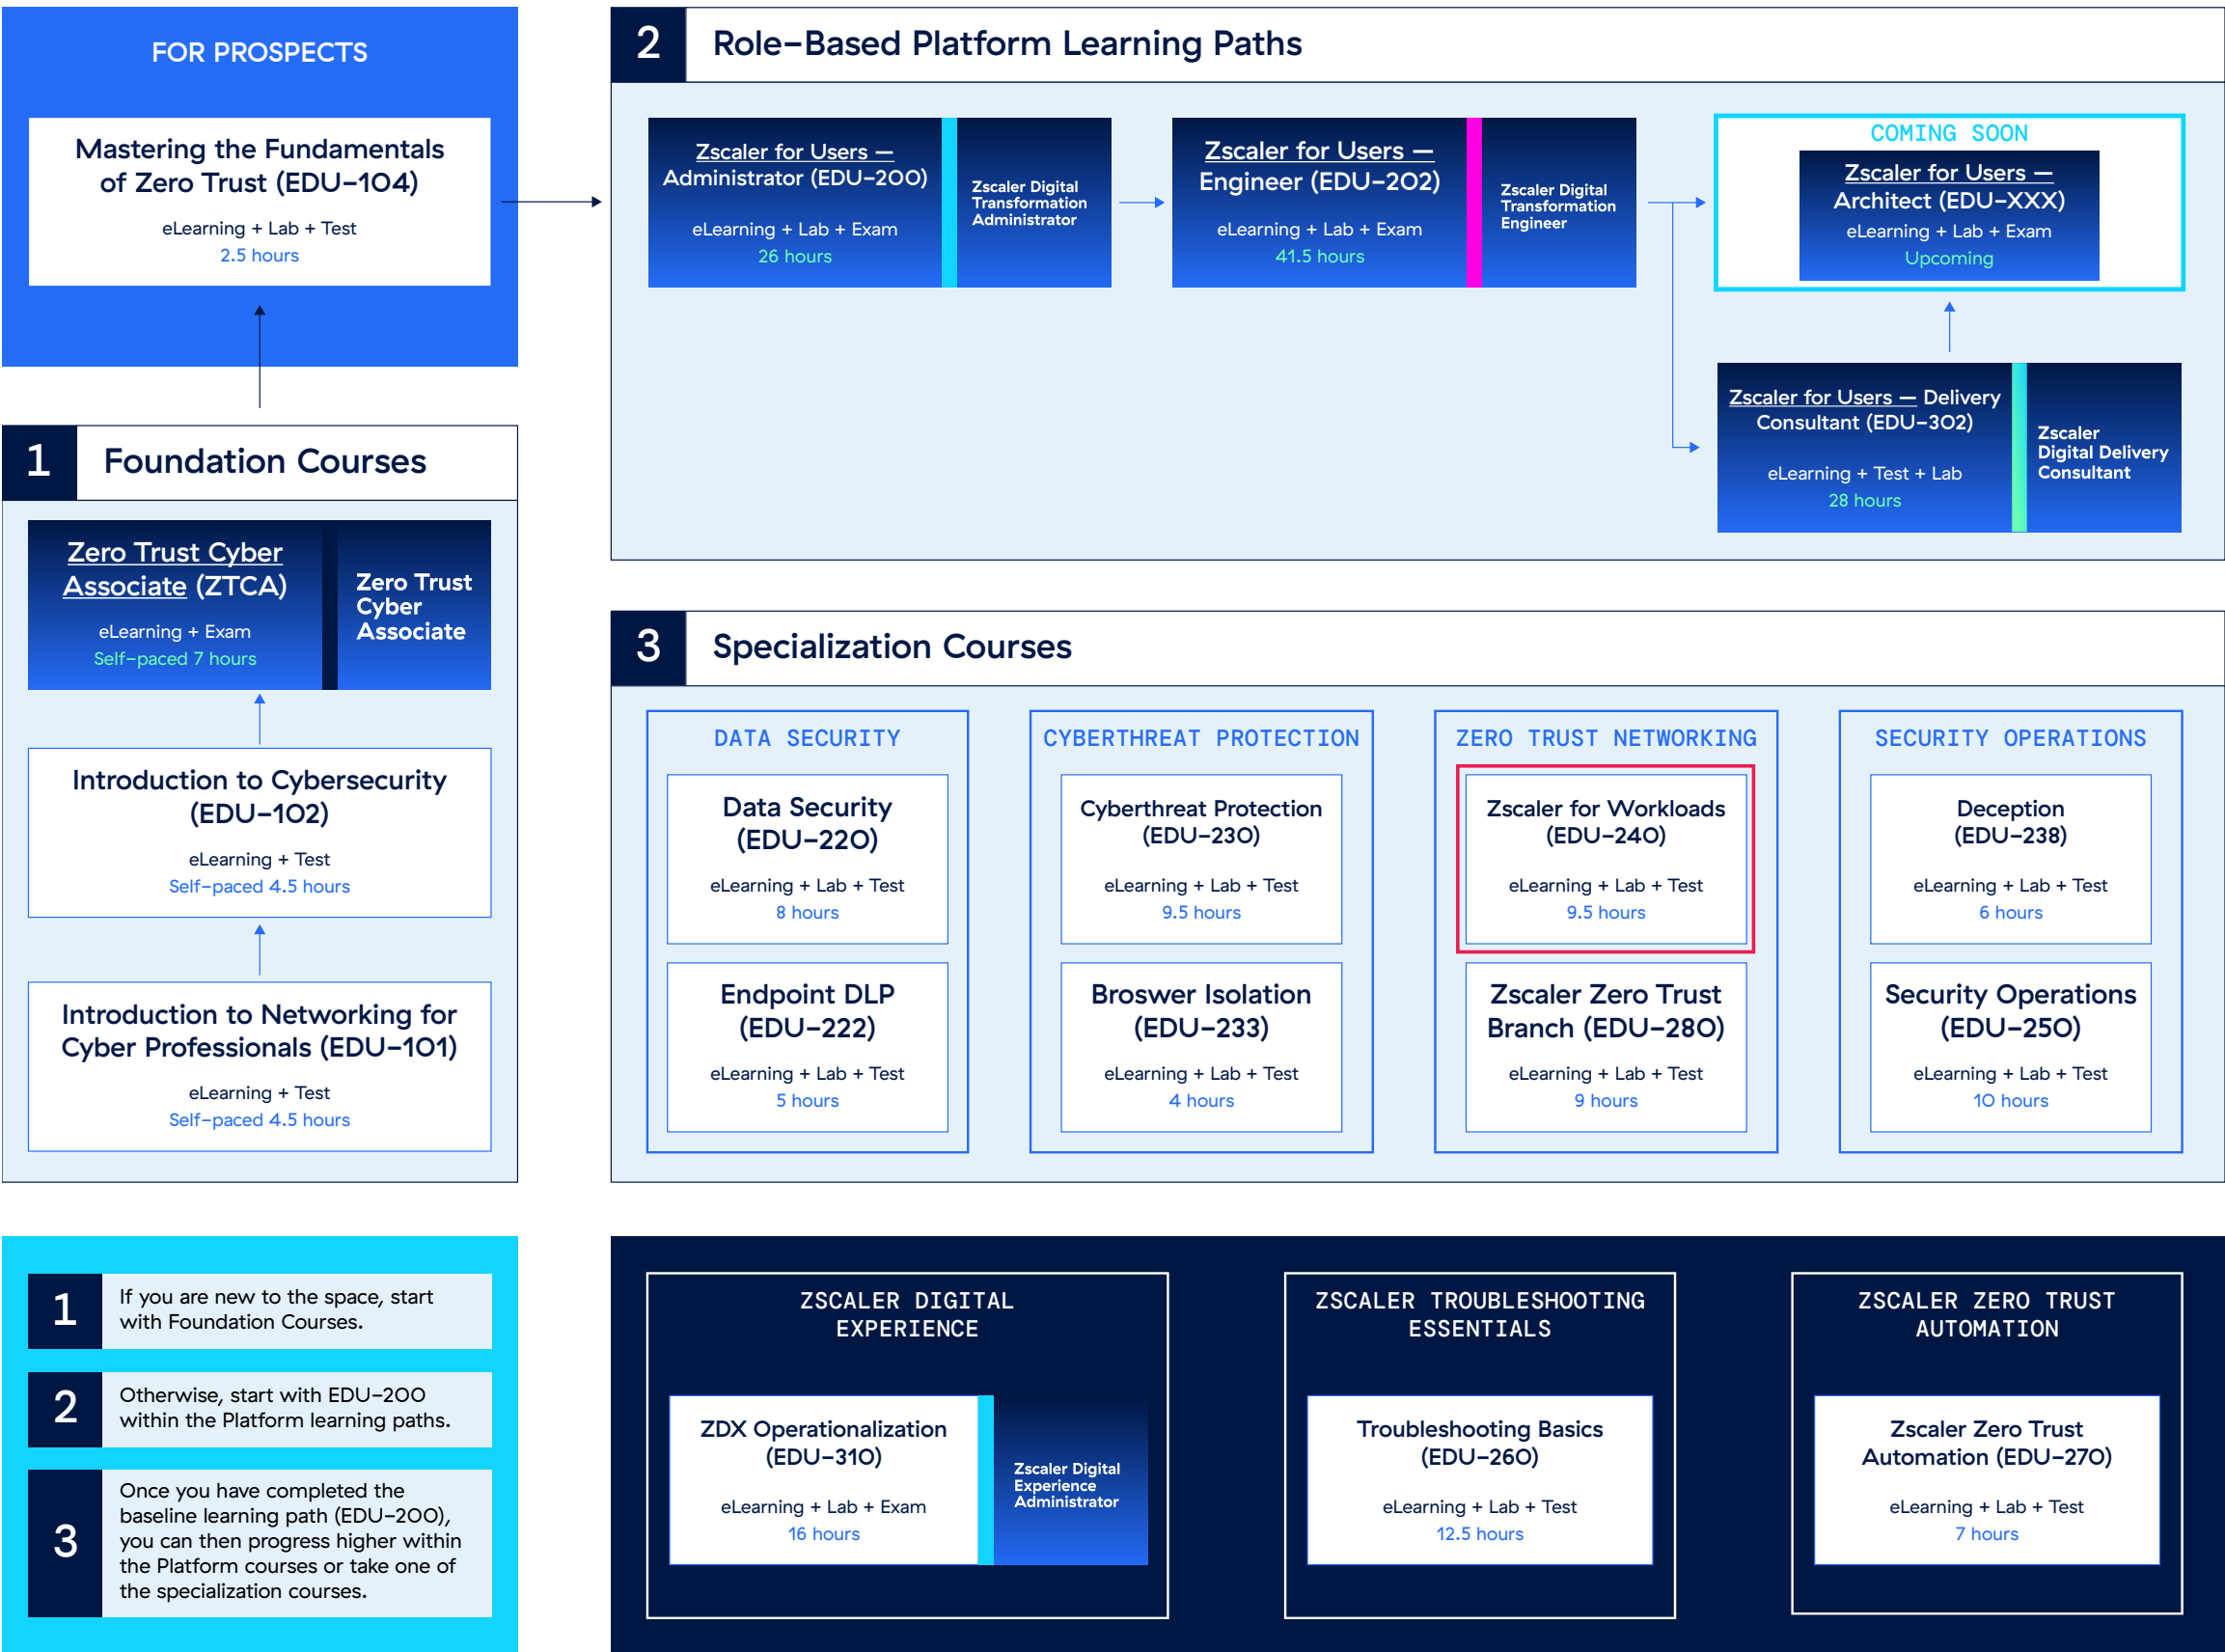 FOR PROSPECTS
Mastering the Fundamentals
of Zero Trust (EDU-104)
eLearning + Lab + Test
2.5 hours
1
Foundation Courses
Zero Trust Cyber
Associate (ZTCA)
eLearning + Exam
Self-paced 7 hours
Zero Trust
Cyber
Associate
Introduction to Cybersecurity
(EDU-102)
eLearning + Test
Self-paced 4.5 hours
Introduction to Networking for
Cyber Professionals (EDU-101)
eLearning + Test
Self-paced 4.5 hours
2
Role-Based Platform Learning Paths
Zscaler for Users —
Administrator (EDU-200)
eLearning + Lab + Exam
26 hours
Zscaler Digital
Transformation
Administrator
Zscaler for Users —
Engineer (EDU-202)
eLearning + Lab + Exam
41.5 hours
Zscaler Digital
Transformation
Engineer
COMING SOON
Zscaler for Users —
Architect (EDU-XXX)
eLearning + Lab + Exam
Upcoming
Zscaler for Users — Delivery
Consultant (EDU-302)
eLearning + Test + Lab
28 hours
Zscaler
Digital Delivery
Consultant
3
Specialization Courses
DATA SECURITY
Data Security
(EDU-220)
eLearning + Lab + Test
8 hours
Endpoint DLP
(EDU-222)
eLearning + Lab + Test
5 hours
CYBERTHREAT PROTECTION
Cyberthreat Protection
(EDU-230)
eLearning + Lab + Test
9.5 hours
Broswer Isolation
(EDU-233)
eLearning + Lab + Test
4 hours
ZERO TRUST NETWORKING
Zscaler for Workloads
(EDU-240)
eLearning + Lab + Test
9.5 hours
Zscaler Zero Trust
Branch (EDU-280)
eLearning + Lab + Test
9 hours
SECURITY OPERATIONS
Deception
(EDU-238)
eLearning + Lab + Test
6 hours
Security Operations
(EDU-250)
eLearning + Lab + Test
10 hours
1
If you are new to the space, start
with Foundation Courses.
2
Otherwise, start with EDU-200
within the Platform learning paths.
3
Once you have completed the
baseline learning path (EDU-200),
you can then progress higher within
the Platform courses or take one of
the specialization courses.
ZSCALER DIGITAL
EXPERIENCE
ZDX Operationalization
(EDU-310)
eLearning + Lab + Exam
16 hours
Zscaler Digital
Experience
Administrator
ZSCALER TROUBLESHOOTING
ESSENTIALS
Troubleshooting Basics
(EDU-260)
eLearning + Lab + Test
12.5 hours
ZSCALER ZERO TRUST
AUTOMATION
Zscaler Zero Trust
Automation (EDU-270)
eLearning + Lab + Test
7 hours